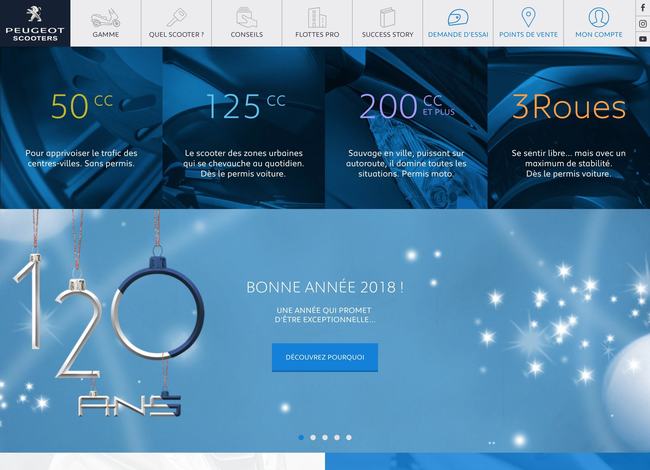 PEUGEOT
SCOOTERS
GAMME
QUEL SCOOTER ?
CONSEILS
FLOTTES PRO
SUCCESS STORY
DEMANDE D'ESSAI
POINTS DE VENTE
MON COMPTE
50 CC
Pour apprivoiser le trafic des
centres-villes. Sans permis.
125 CC
Le scooter des zones urbaines
qui se chevauche au quotidien.
Dès le permis voiture.
200 CC
ET PLUS
Sauvage en ville, puissant sur
autoroute, il domine toutes les
situations. Permis moto.
3Roues
Se sentir libre... mais avec un
maximum de stabilité.
Dès le permis voiture.
120
ANS
BONNE ANNÉE 2018 !
UNE ANNÉE QUI PROMET
D'ÊTRE EXCEPTIONNELLE...
DÉCOUVREZ POURQUOI